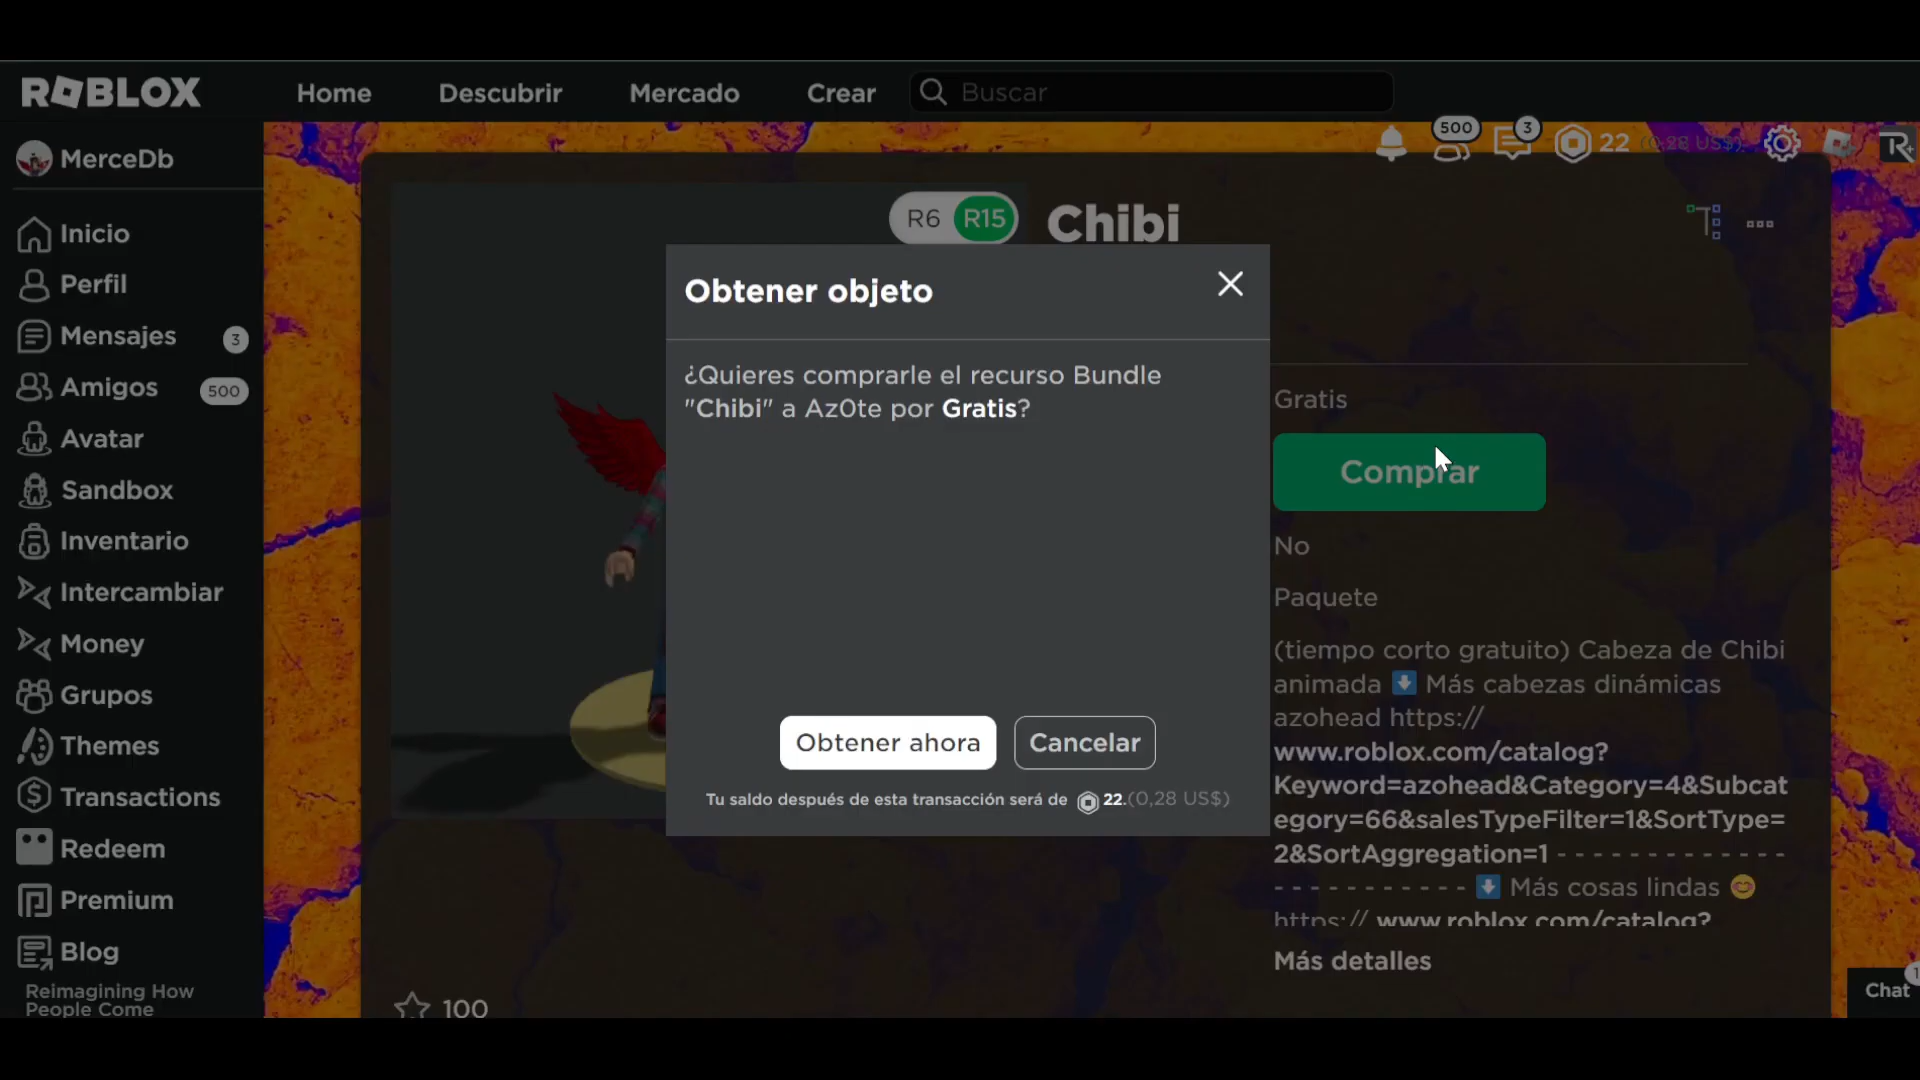 ROBLOX
Home
Descubrir
Mercado
Crear
Buscar
500
3
22
(0.28 US$)
R+
MerceDb
Inicio
Perfil
Mensajes
3
Amigos
500
Avatar
Sandbox
Inventario
Intercambiar
Money
Grupos
Themes
Transactions
Redeem
Premium
Blog
Reimagining How
People Come
R6
R15
Chibi
Obtener objeto
¿Quieres comprarle el recurso Bundle
"Chibi" a Az0te por Gratis?
Obtener ahora
Cancelar
Tu saldo después de esta transacción será de 22.(0,28 US$)
Gratis
Comprar
No
Paquete
(tiempo corto gratuito) Cabeza de Chibi
animada ⬇️ Más cabezas dinámicas
azohead https://
www.roblox.com/catalog?
Keyword=azohead&Category=4&Subcat
egory=66&salesTypeFilter=1&SortType=
2&SortAggregation=1 - - - - - - - - - - - - - -
- - - - - - - - - - - ⬇️ Más cosas lindas 😊
https:// www.roblox.com/catalog?
Más detalles
100
Chat
1